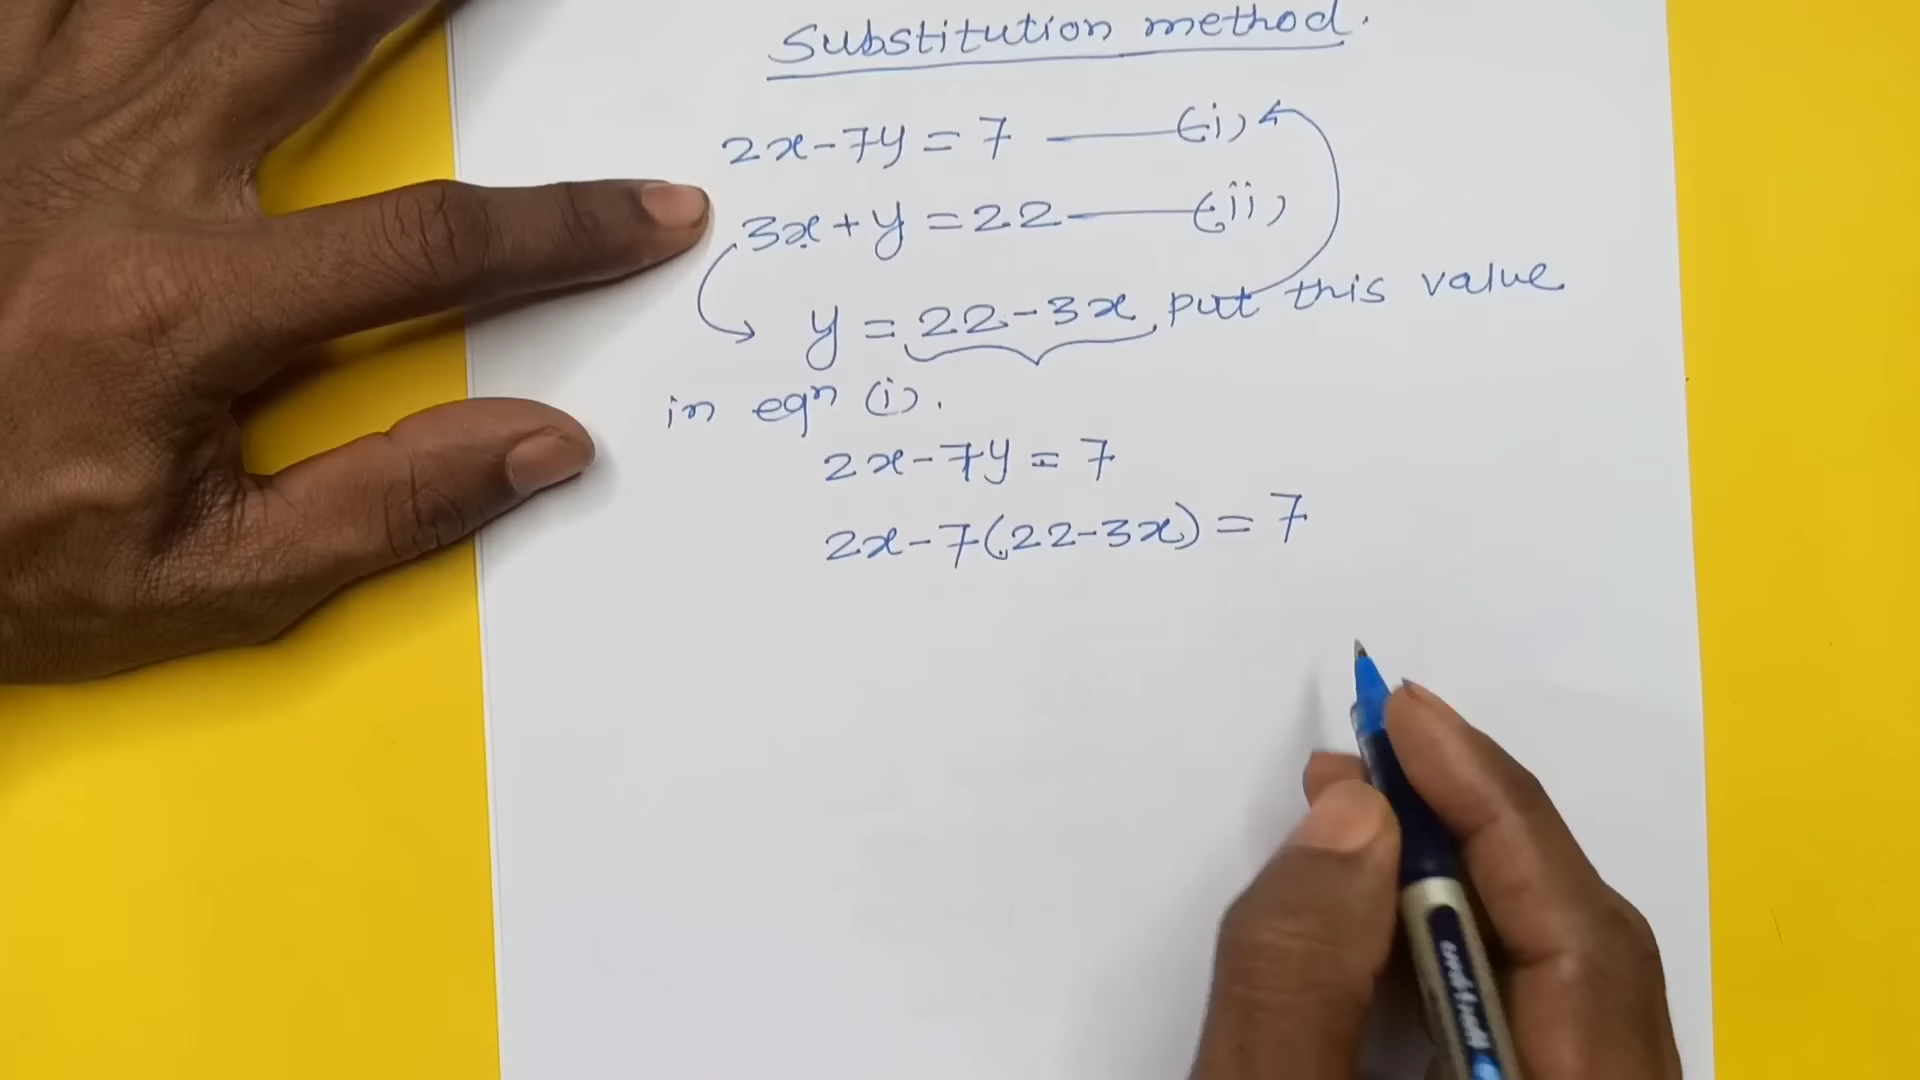 Substitution method.
2x-7y=7 —— (i)
3x+y=22 —— (ii)
y=22-3x put this value
in eqⁿ (i).
2x-7y=7
2x-7(22-3x)=7